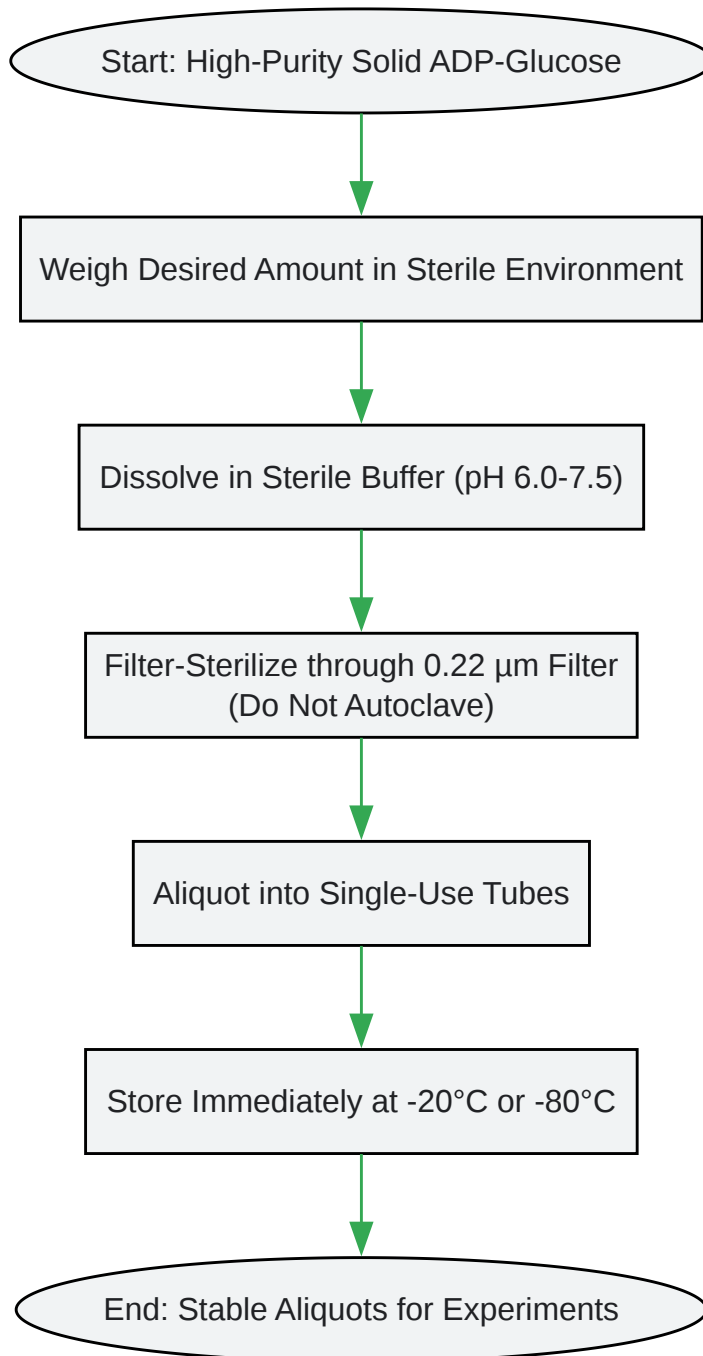 Start: High-Purity Solid ADP-Glucose
Weigh Desired Amount in Sterile Environment
Dissolve in Sterile Buffer (pH 6.0-7.5)
Filter-Sterilize through 0.22 µm Filter
(Do Not Autoclave)
Aliquot into Single-Use Tubes
Store Immediately at -20°C or -80°C
End: Stable Aliquots for Experiments